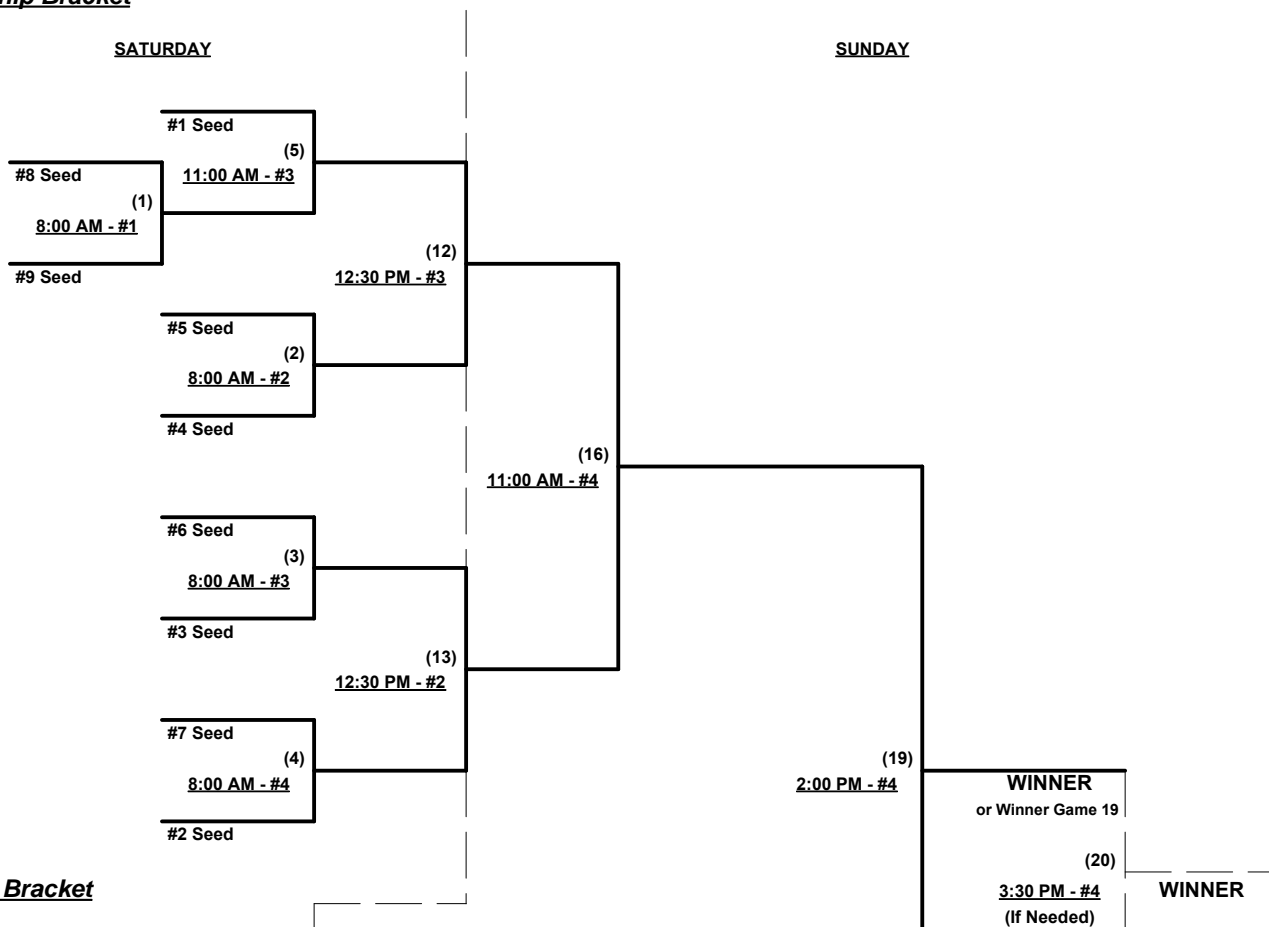 Bracket
SATURDAY
SUNDAY
#1 Seed
(5)
#8 Seed
11:00 AM - #3
(1)
8:00 AM - #1
(12)
#9 Seed
12:30 PM - #3
#5 Seed
(2)
8:00 AM - #2
#4 Seed
(16)
11:00 AM - #4
#6 Seed
(3)
8:00 AM - #3
#3 Seed
(13)
12:30 PM - #2
#7 Seed
(4)
8:00 AM - #4
#2 Seed
(19)
2:00 PM - #4
WINNER
or Winner Game 19
(20)
3:30 PM - #4
(If Needed)
WINNER
Bracket